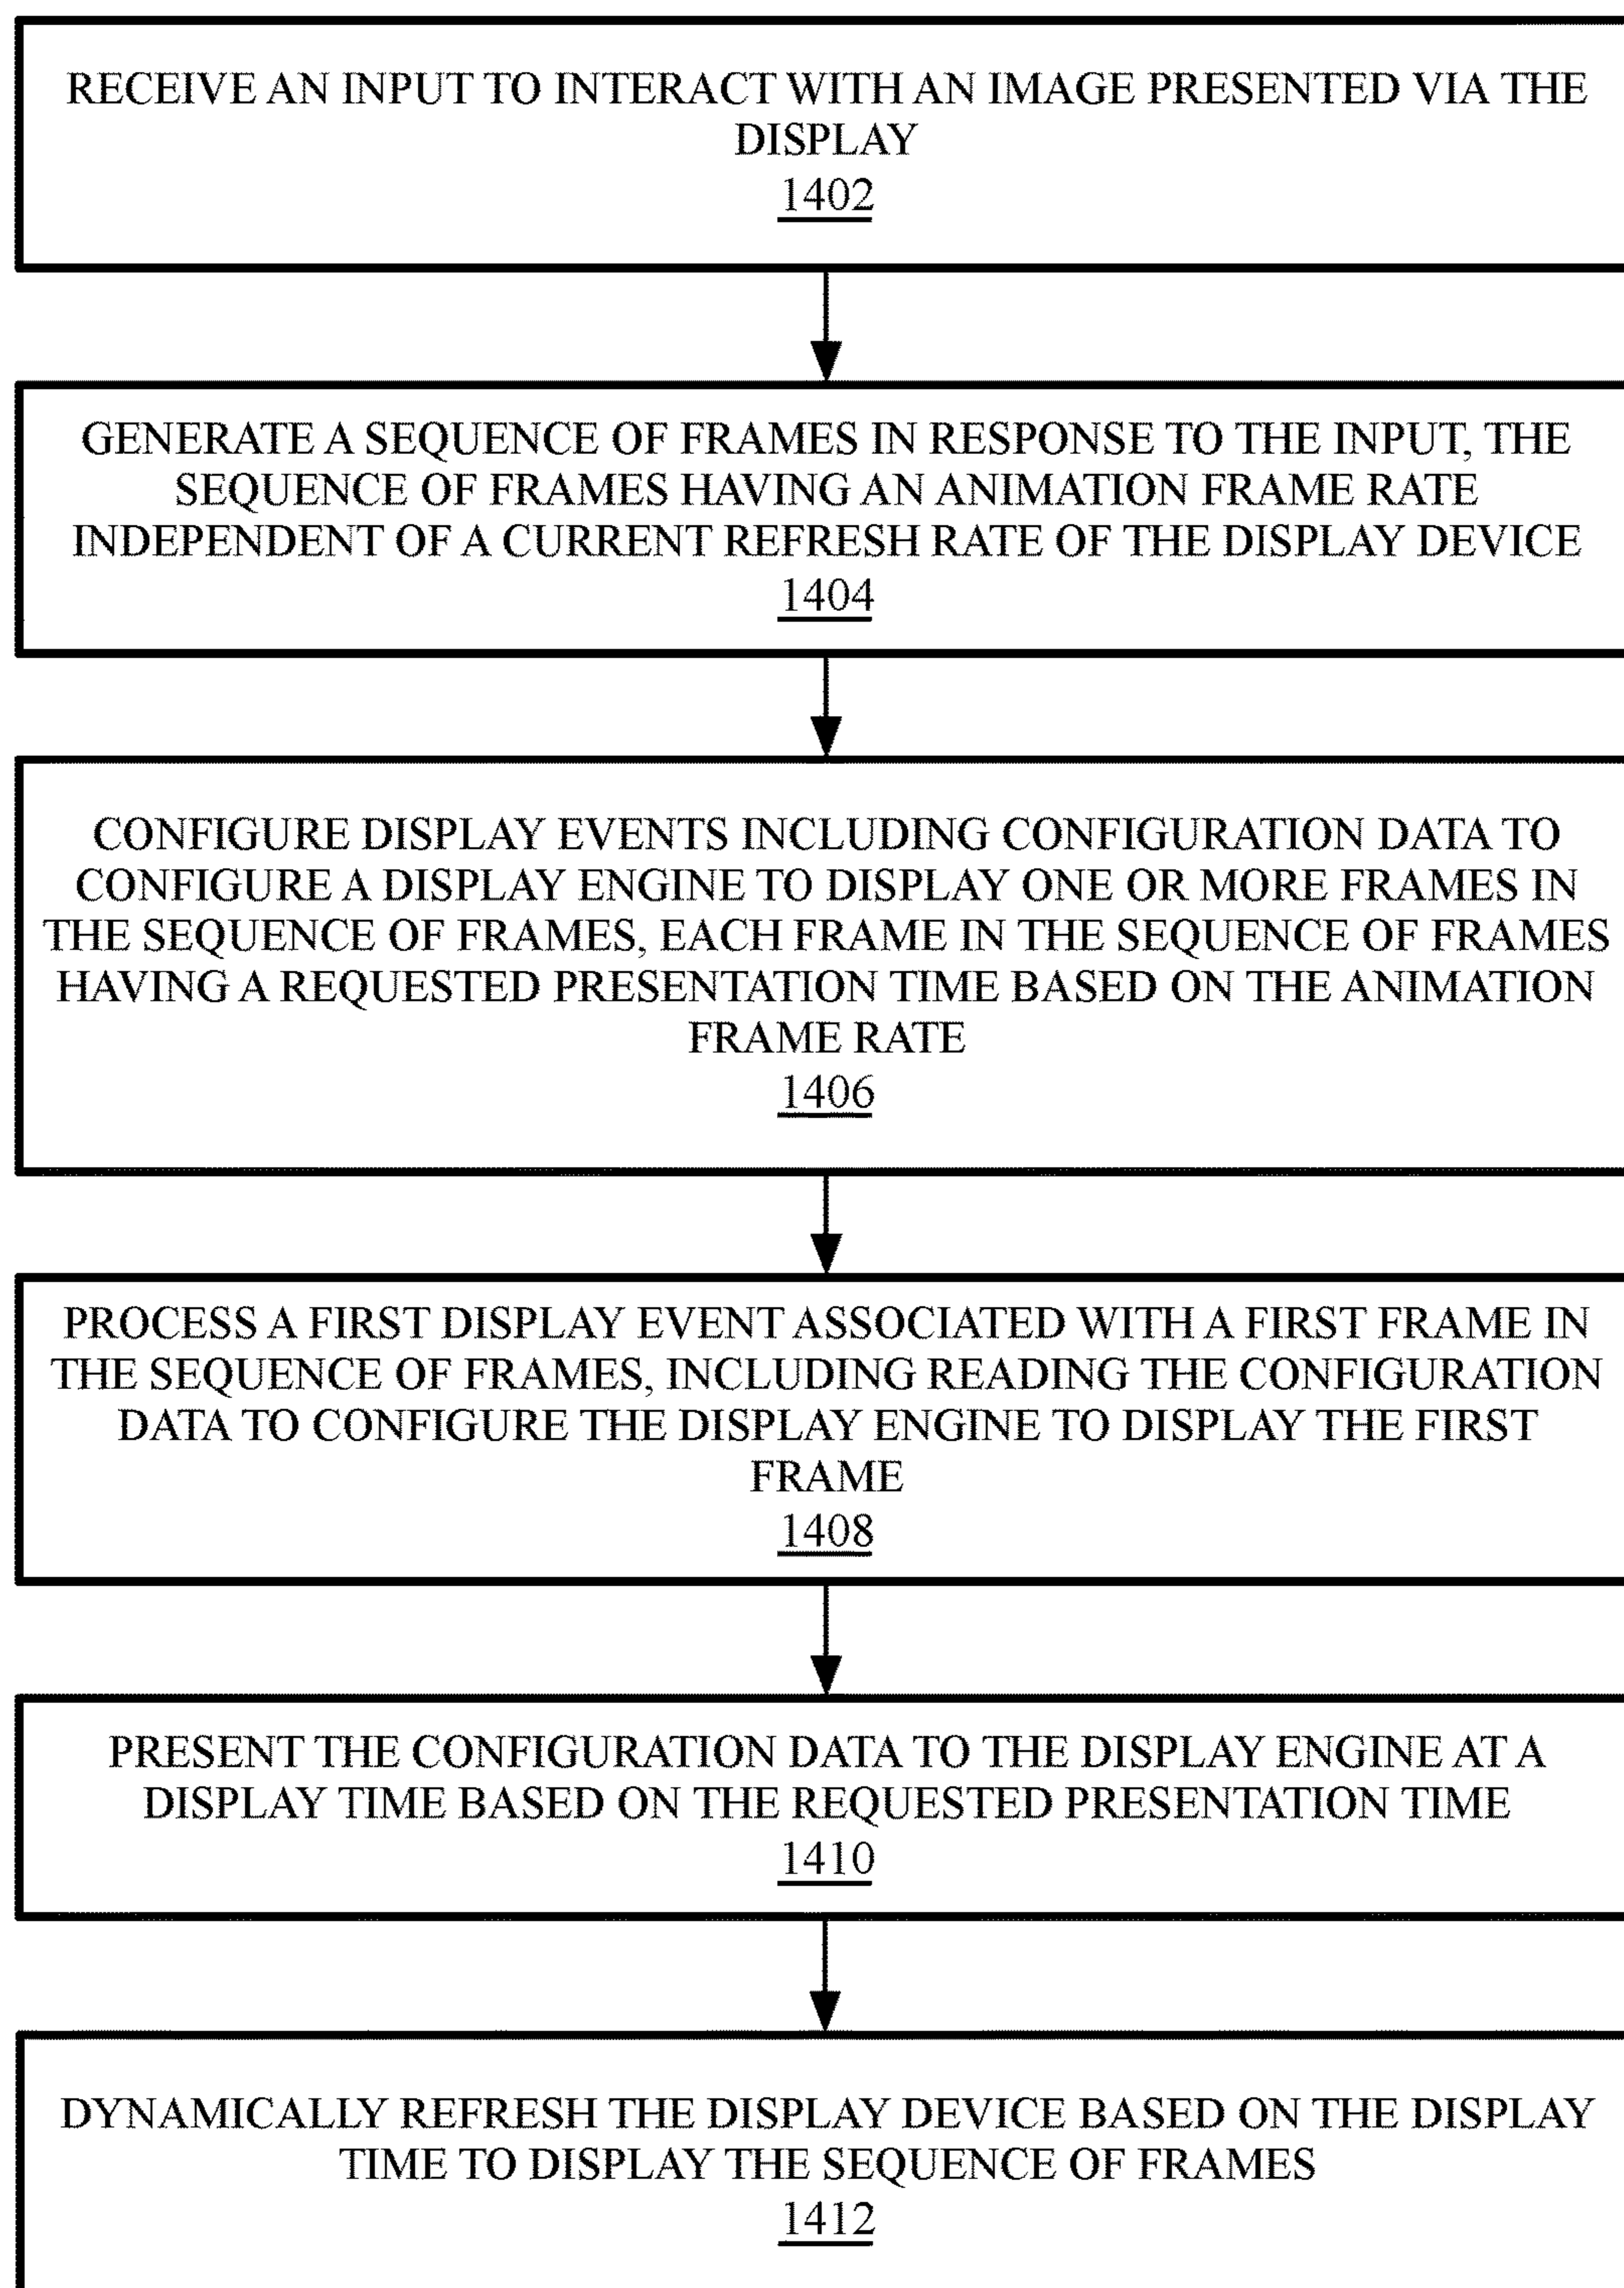 RECEIVE AN INPUT TO INTERACT WITH AN IMAGE PRESENTED VIA THE
DISPLAY
1402
GENERATE A SEQUENCE OF FRAMES IN RESPONSE TO THE INPUT, THE
SEQUENCE OF FRAMES HAVING AN ANIMATION FRAME RATE
INDEPENDENT OF A CURRENT REFRESH RATE OF THE DISPLAY DEVICE
1404
CONFIGURE DISPLAY EVENTS INCLUDING CONFIGURATION DATA TO
CONFIGURE A DISPLAY ENGINE TO DISPLAY ONE OR MORE FRAMES IN
THE SEQUENCE OF FRAMES, EACH FRAME IN THE SEQUENCE OF FRAMES
HAVING A REQUESTED PRESENTATION TIME BASED ON THE ANIMATION
FRAME RATE
1406
PROCESS A FIRST DISPLAY EVENT ASSOCIATED WITH A FIRST FRAME IN
THE SEQUENCE OF FRAMES, INCLUDING READING THE CONFIGURATION
DATA TO CONFIGURE THE DISPLAY ENGINE TO DISPLAY THE FIRST
FRAME
1408
PRESENT THE CONFIGURATION DATA TO THE DISPLAY ENGINE AT A
DISPLAY TIME BASED ON THE REQUESTED PRESENTATION TIME
1410
DYNAMICALLY REFRESH THE DISPLAY DEVICE BASED ON THE DISPLAY
TIME TO DISPLAY THE SEQUENCE OF FRAMES
1412